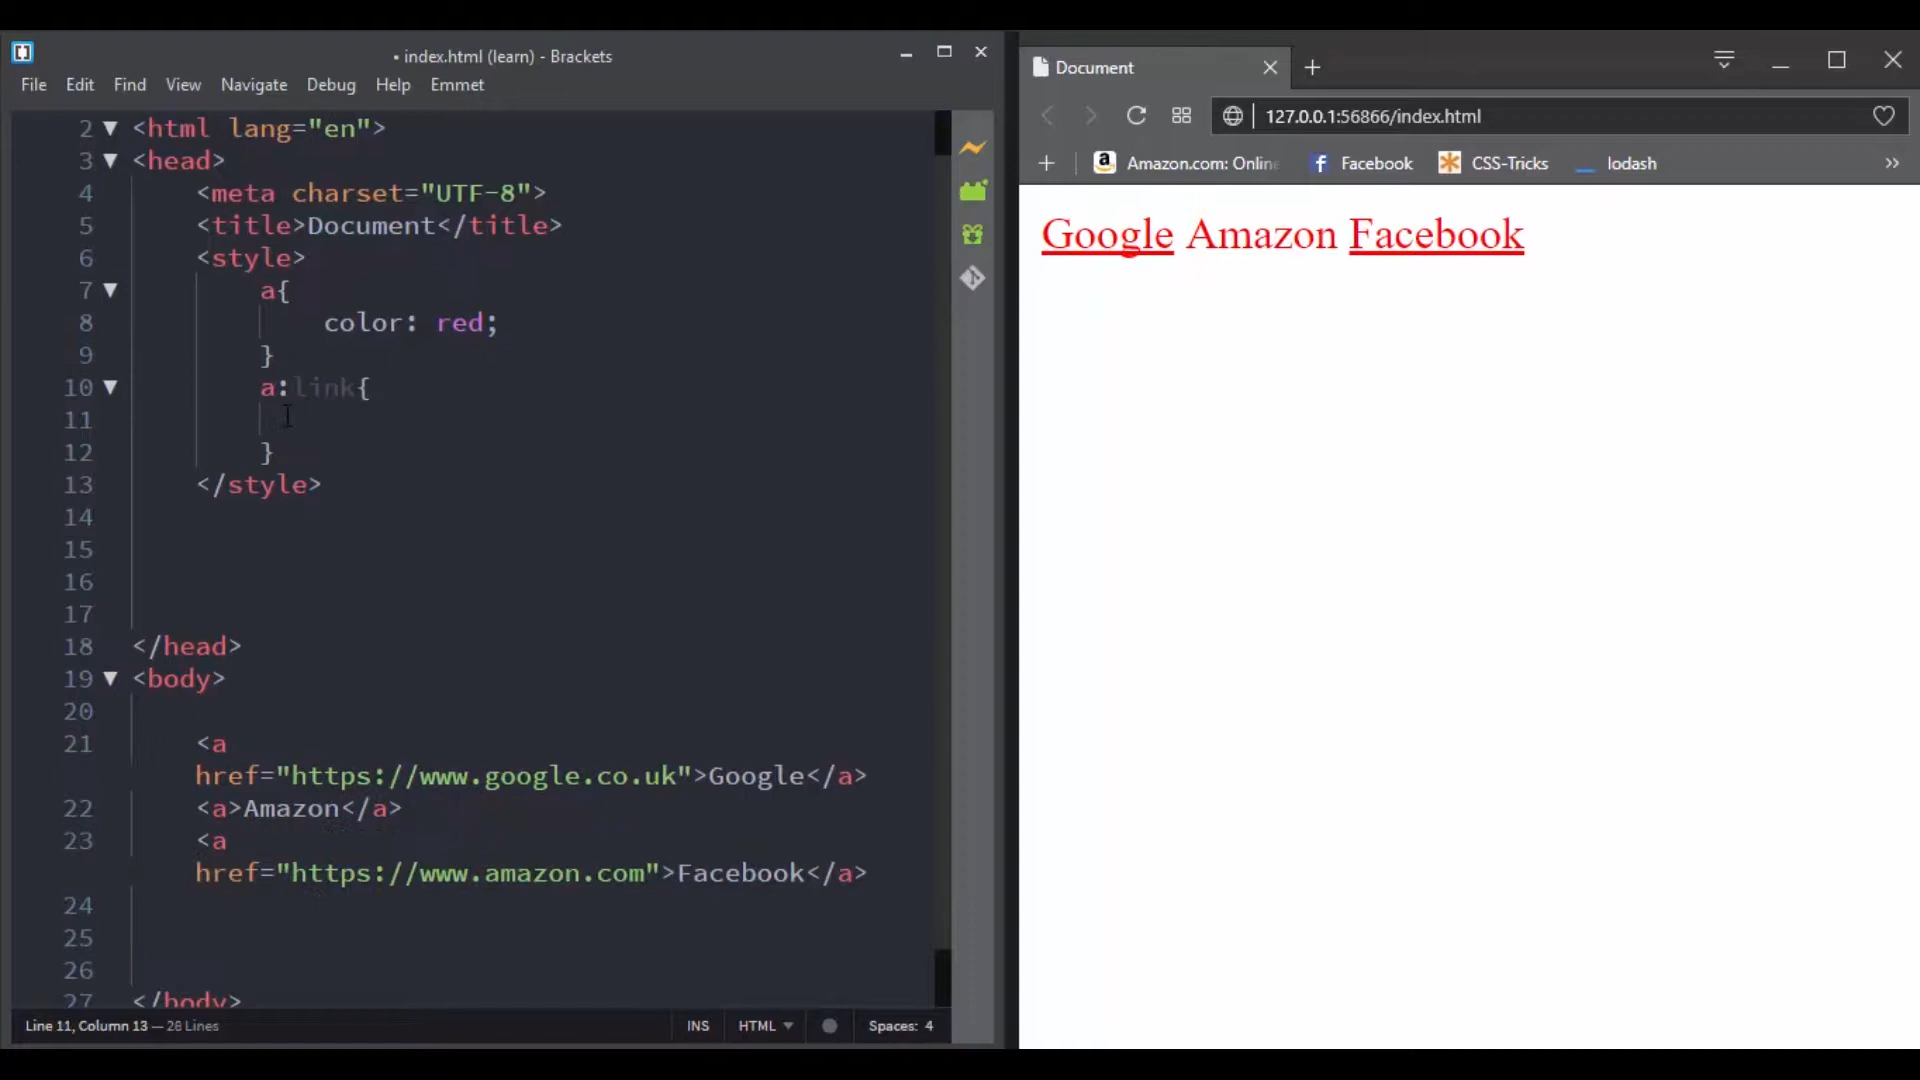 • index.html (learn) - Brackets
File Edit Find View Navigate Debug Help Emmet
2 <html lang="en">
3 <head>
4 <meta charset="UTF-8">
5 <title>Document</title>
6 <style>
7 a{
8 color: red;
9 }
10 a:link{
11
12 }
13 </style>
14
15
16
17
18 </head>
19 <body>
20
21 <a
href="https://www.google.co.uk">Google</a>
22 <a>Amazon</a>
23 <a
href="https://www.amazon.com">Facebook</a>
24
25
26
27 </body>
Line 11, Column 13 — 28 Lines
INS HTML Spaces: 4
Document
127.0.0.1:56866/index.html
Amazon.com: Online Facebook CSS-Tricks lodash
Google Amazon Facebook